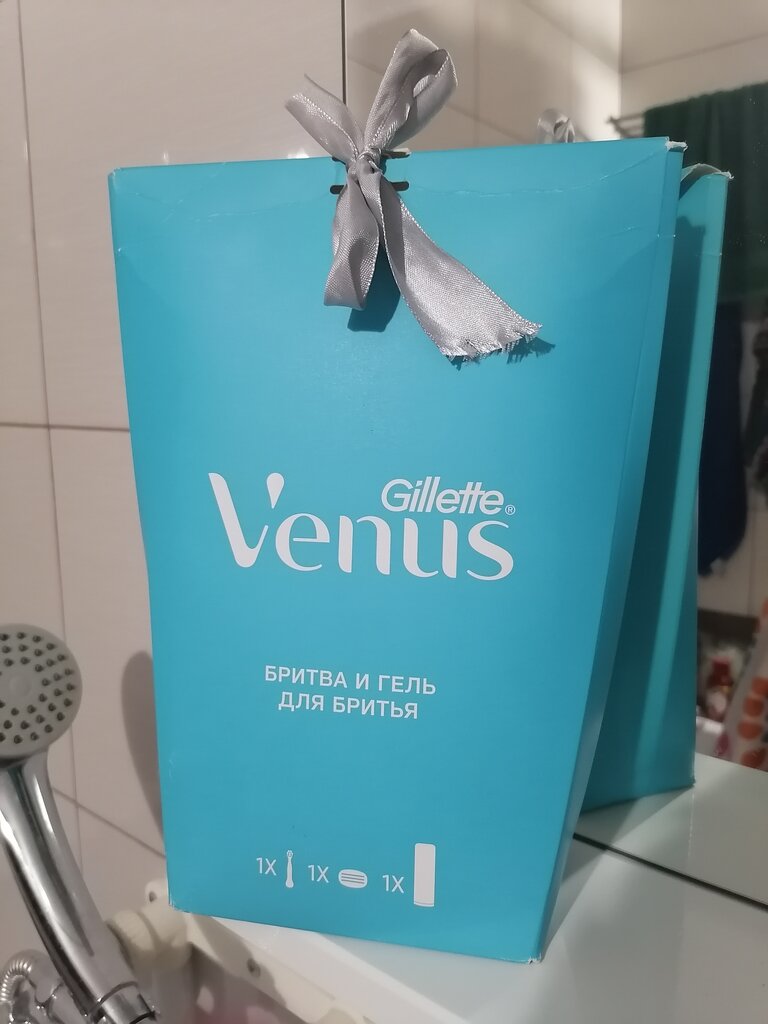 Gillette®
Venus
БРИТВА И ГЕЛЬ
ДЛЯ БРИТЬЯ
1X 1X 1X